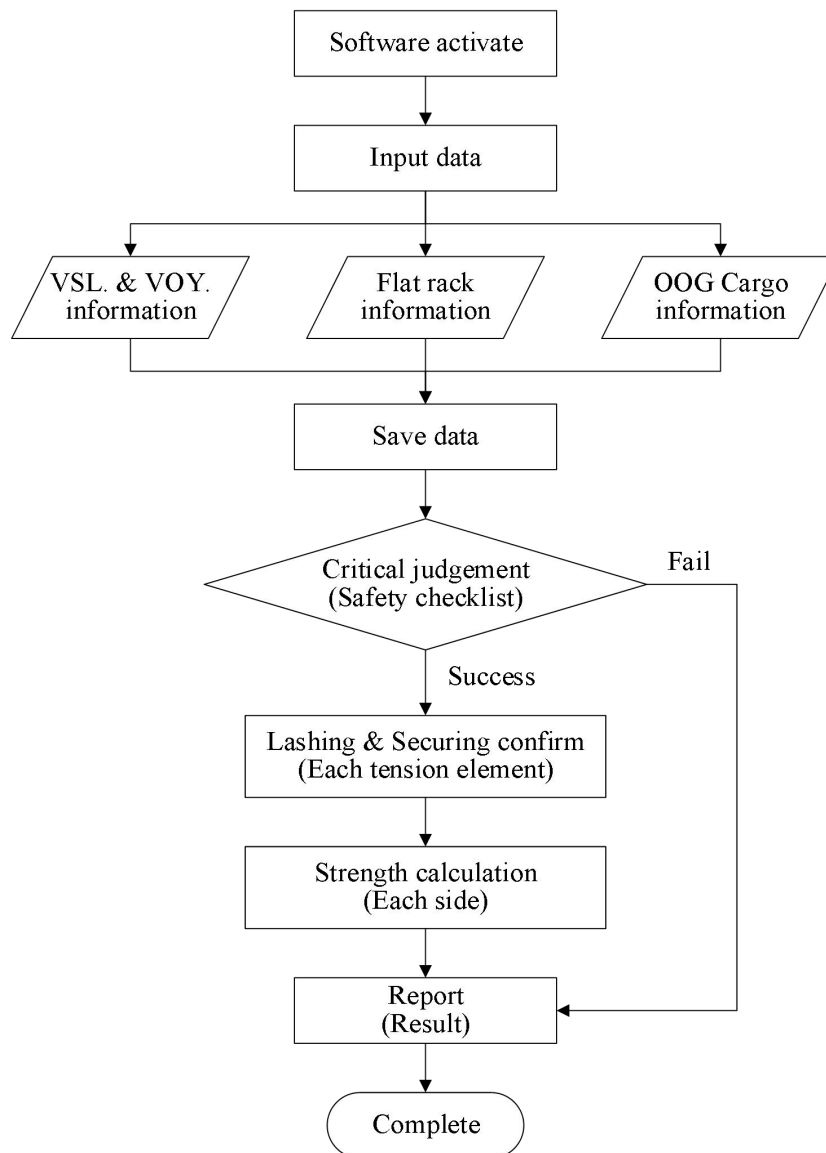 Software activate
Input data
VSL. & VOY.
information
Flat rack
information
OOG Cargo
information
Save data
Critical judgement
(Safety checklist)
Fail
Success
Lashing & Securing confirm
(Each tension element)
Strength calculation
(Each side)
Report
(Result)
Complete